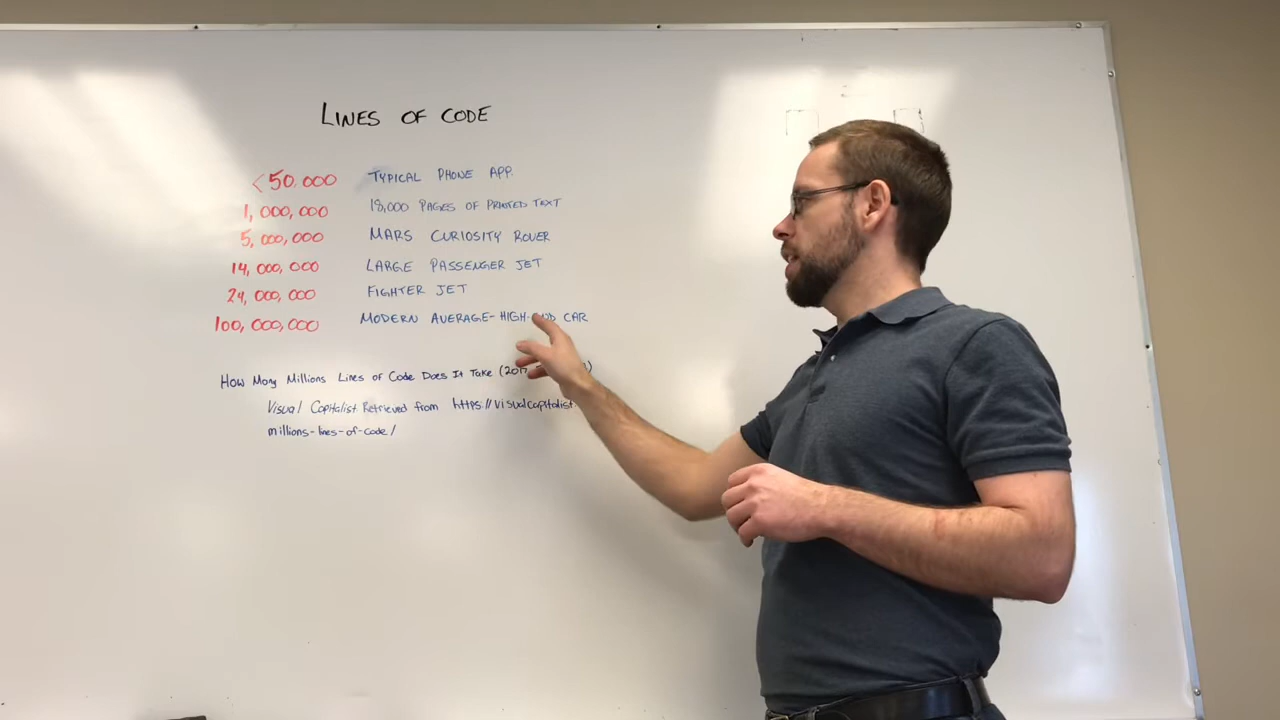 LINES OF CODE
<50,000 TYPICAL PHONE APP
1,000,000 18,000 PAGES OF PRINTED TEXT
5,000,000 MARS CURIOSITY ROVER
14,000,000 LARGE PASSENGER JET
24,000,000 FIGHTER JET
100,000,000 MODERN AVERAGE-HIGH- CAR
How Many Millions Lines of Code Does It Take
Visual Capitalist Retrieved from https://visualcapitalist.
millions-lines-of-code/